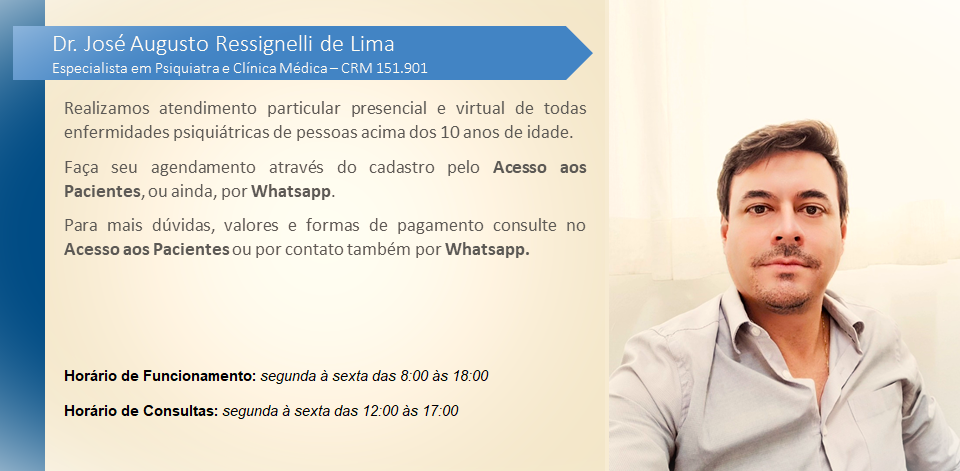 Dr. José Augusto Ressignelli de Lima
Especialista em Psiquiatra e Clínica Médica – CRM 151.901
Realizamos atendimento particular presencial e virtual de todas
enfermidades psiquiátricas de pessoas acima dos 10 anos de idade.
Faça seu agendamento através do cadastro pelo Acesso aos
Pacientes, ou ainda, por Whatsapp.
Para mais dúvidas, valores e formas de pagamento consulte no
Acesso aos Pacientes ou por contato também por Whatsapp.
Horário de Funcionamento: segunda à sexta das 8:00 às 18:00
Horário de Consultas: segunda à sexta das 12:00 às 17:00